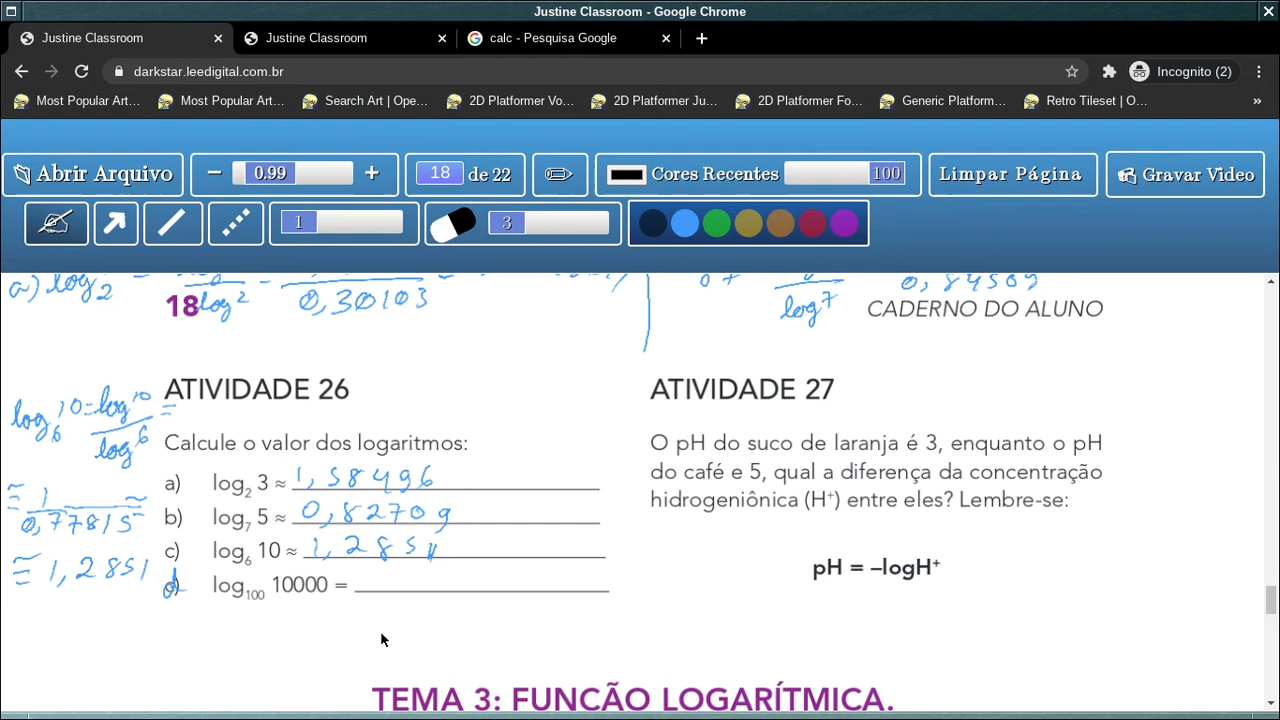 Justine Classroom - Google Chrome
Justine Classroom
Justine Classroom
calc - Pesquisa Google
darkstar.leedigital.com.br
Incognito (2)
Most Popular Art...
Most Popular Art...
Search Art | Ope...
2D Platformer Vo...
2D Platformer Ju...
2D Platformer Fo...
Generic Platform...
Retro Tileset | O...
Abrir Arquivo
− 0.99 +
18 de 22
Cores Recentes 100
Limpar Página
Gravar Video
1
3
a) log₂
log 2
0,30103
log 7
0,84509
18
CADERNO DO ALUNO
ATIVIDADE 26
log₆ 10 = log 10 =
log 6
Calcule o valor dos logaritmos:
a) log₂ 3 ≈ 1,58496
≅ 1 ≅
0,77815
b) log₇ 5 ≈ 0,82709
c) log₆ 10 ≈ 1,2851
≅ 1,2851
d) log₁₀₀ 10000 =
ATIVIDADE 27
O pH do suco de laranja é 3, enquanto o pH
do café e 5, qual a diferença da concentração
hidrogeniônica (H⁺) entre eles? Lembre-se:
pH = –logH⁺
TEMA 3: FUNCÃO LOGARÍTMICA.